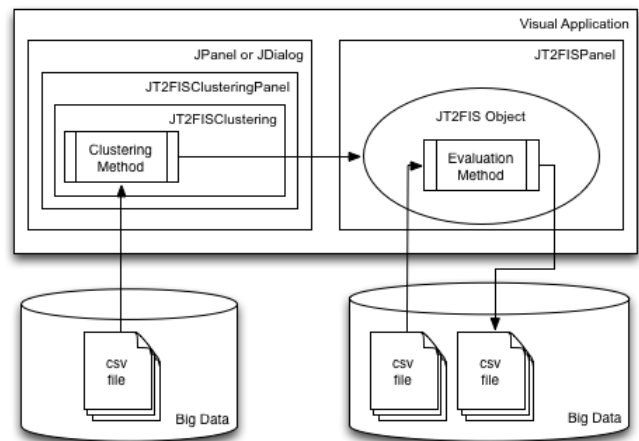 Visual Application
JPanel or JDialog
JT2FISClusteringPanel
JT2FISClustering
Clustering
Method
JT2FISPanel
JT2FIS Object
Evaluation
Method
csv
file
Big Data
csv
file
csv
file
Big Data